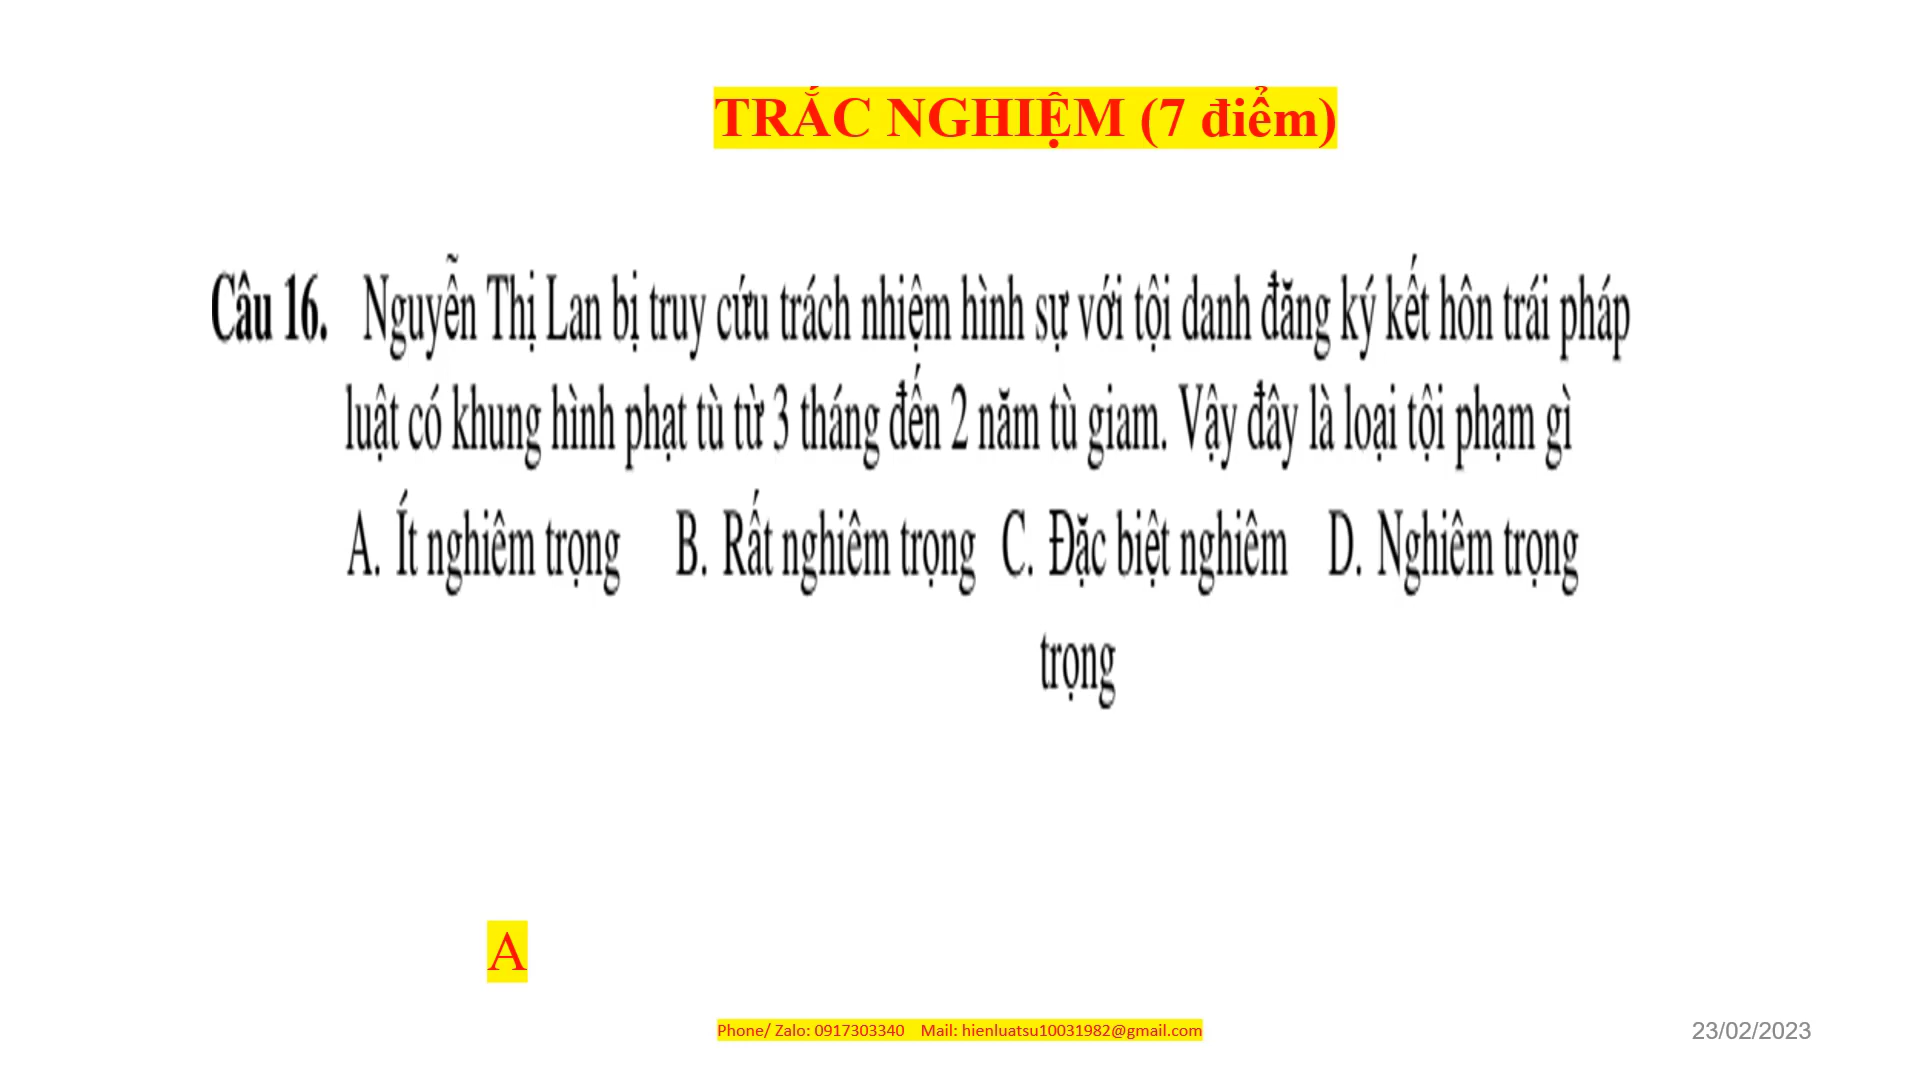 TRẮC NGHIỆM (7 điểm)
Câu 16. Nguyễn Thị Lan bị truy cứu trách nhiệm hình sự với tội danh đăng ký kết hôn trái pháp
luật có khung hình phạt tù từ 3 tháng đến 2 năm tù giam. Vậy đây là loại tội phạm gì
A. Ít nghiêm trọng B. Rất nghiêm trọng C. Đặc biệt nghiêm D. Nghiêm trọng
trọng
A
Phone/ Zalo: 0917303340 Mail: hienluatsu10031982@gmail.com
23/02/2023